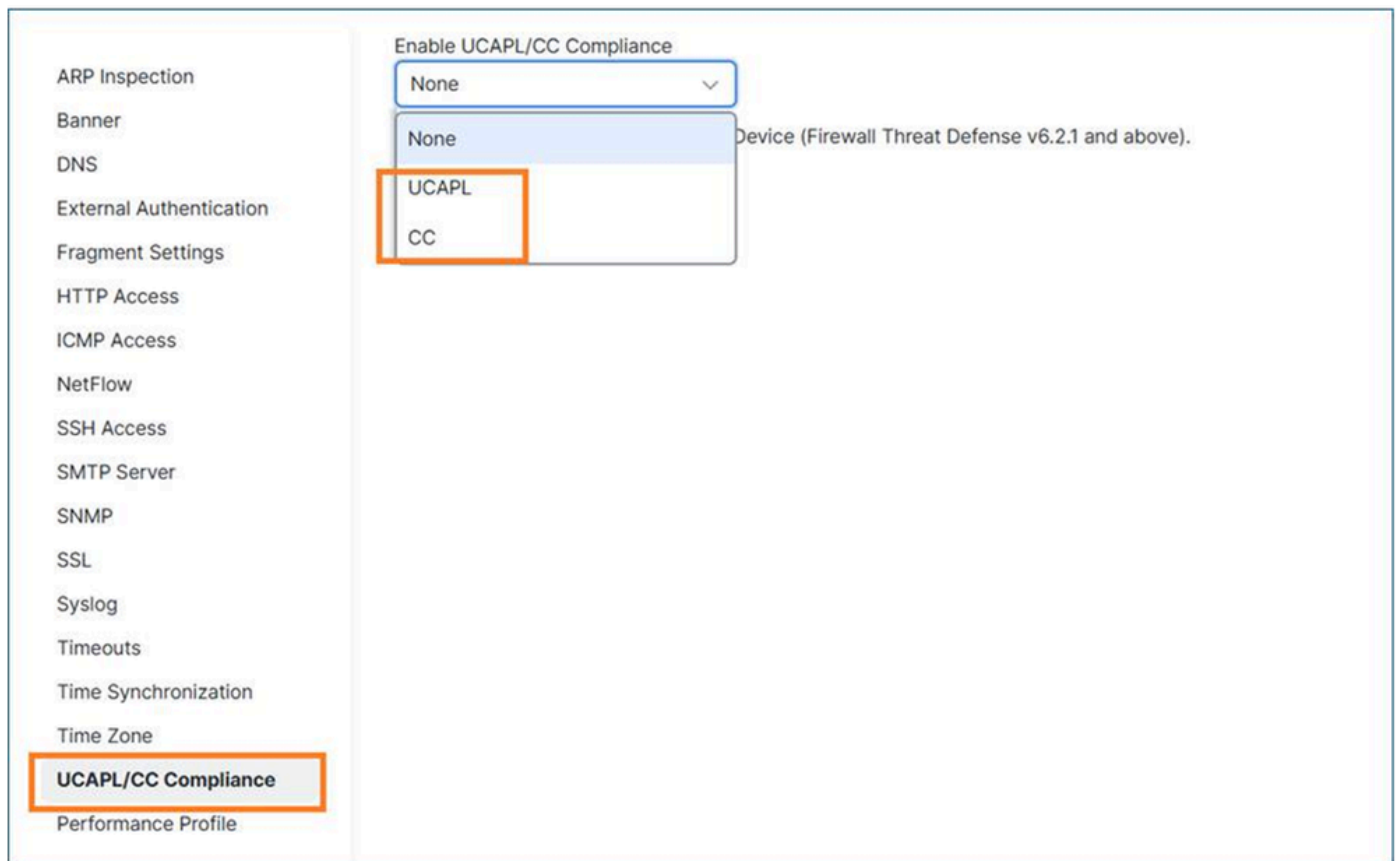 ARP Inspection
Banner
DNS
External Authentication
Fragment Settings
HTTP Access
ICMP Access
NetFlow
SSH Access
SMTP Server
SNMP
SSL
Syslog
Timeouts
Time Synchronization
Time Zone
UCAPL/CC Compliance
Performance Profile
Enable UCAPL/CC Compliance
None
None
Device (Firewall Threat Defense v6.2.1 and above).
UCAPL
CC